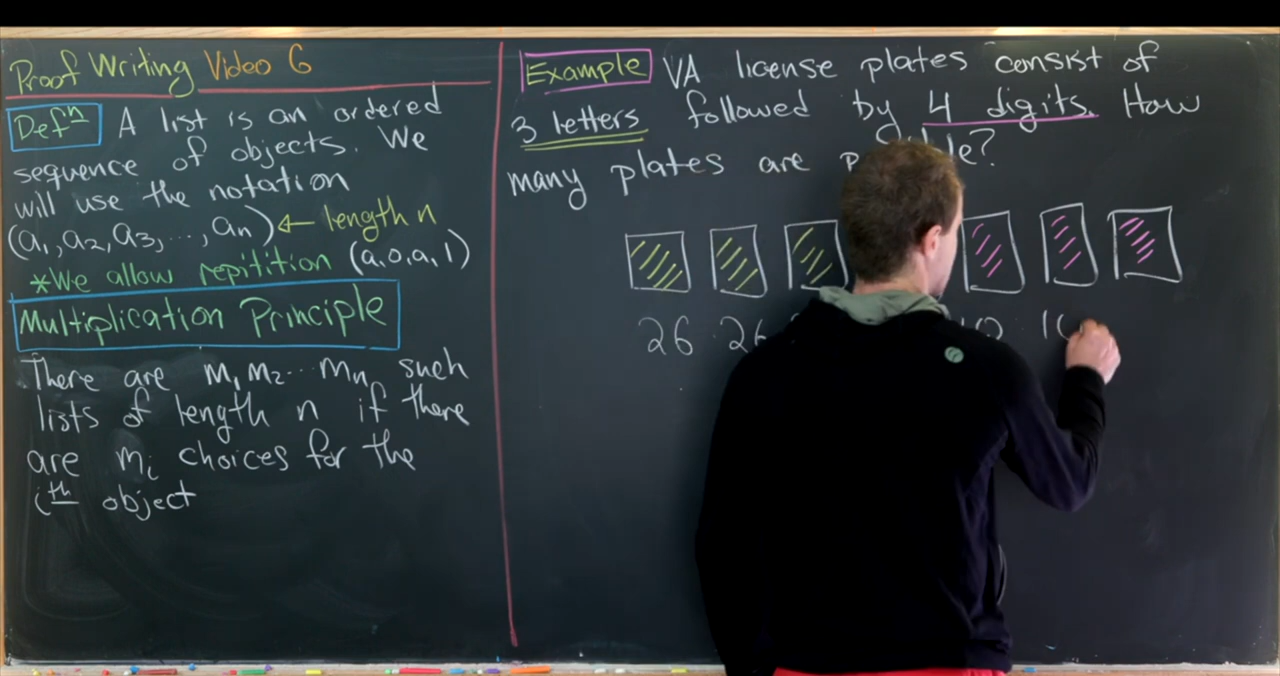 Proof Writing Video 6
Defⁿ A list is an ordered
sequence of objects. We
will use the notation
(a₁, a₂, a₃, ..., aₙ) ← length n
*We allow repitition (a, 0, a, 1)
Multiplication Principle
There are m₁ m₂ ... mₙ such
lists of length n if there
are mᵢ choices for the
iᵗʰ object
Example VA license plates consist of
3 letters followed by 4 digits. How
many plates are
26 · 26 10 · 10